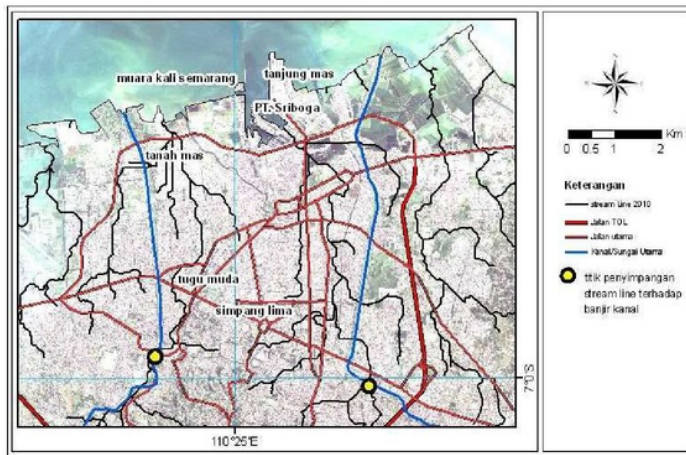 muara kali semarang
tanjung mas
PT. Sriboga
tanah mas
tugu muda
simpang lima
110°25'E
7°0'S
Km
0 0.5 1 2
Keterangan
stream line 2010
Jalan TOL
Jalan utama
Kanal/Sungai Utama
titik penyimpangan
stream line terhadap
banjir kanal